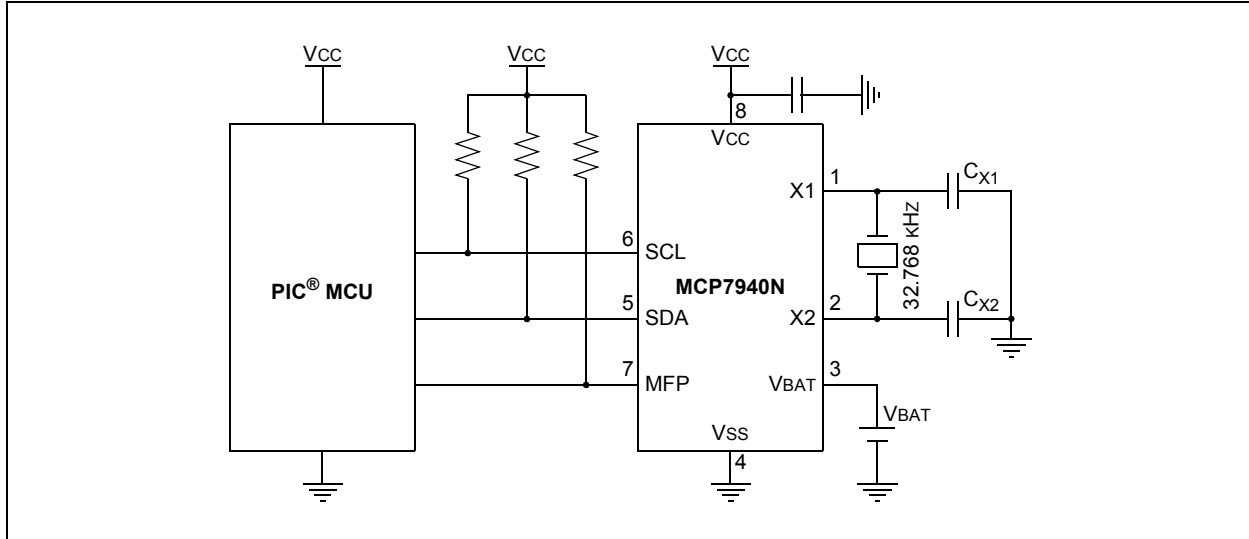 VCC
VCC
VCC
8
VCC
1
X1
CX1
6
SCL
32.768 KHZ
PIC® MCU
MCP7940N
5
SDA
2
X2
CX2
7
MFP
3
VBAT
VBAT
VSS
4